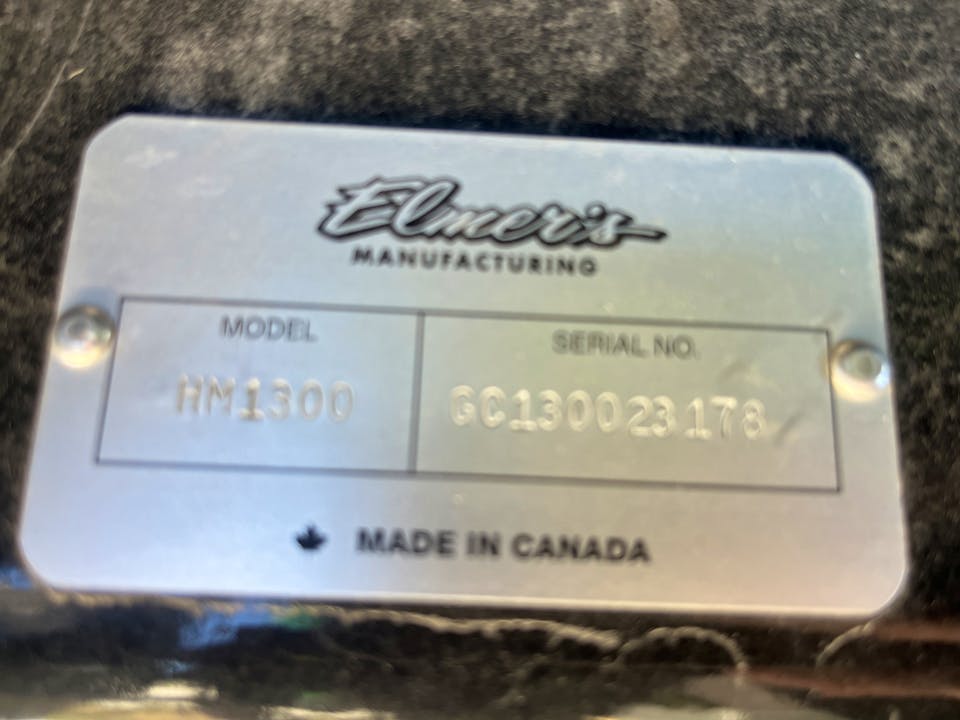 Elmer's
MANUFACTURING
MODEL
SERIAL NO.
HM1300
GC130023178
MADE IN CANADA